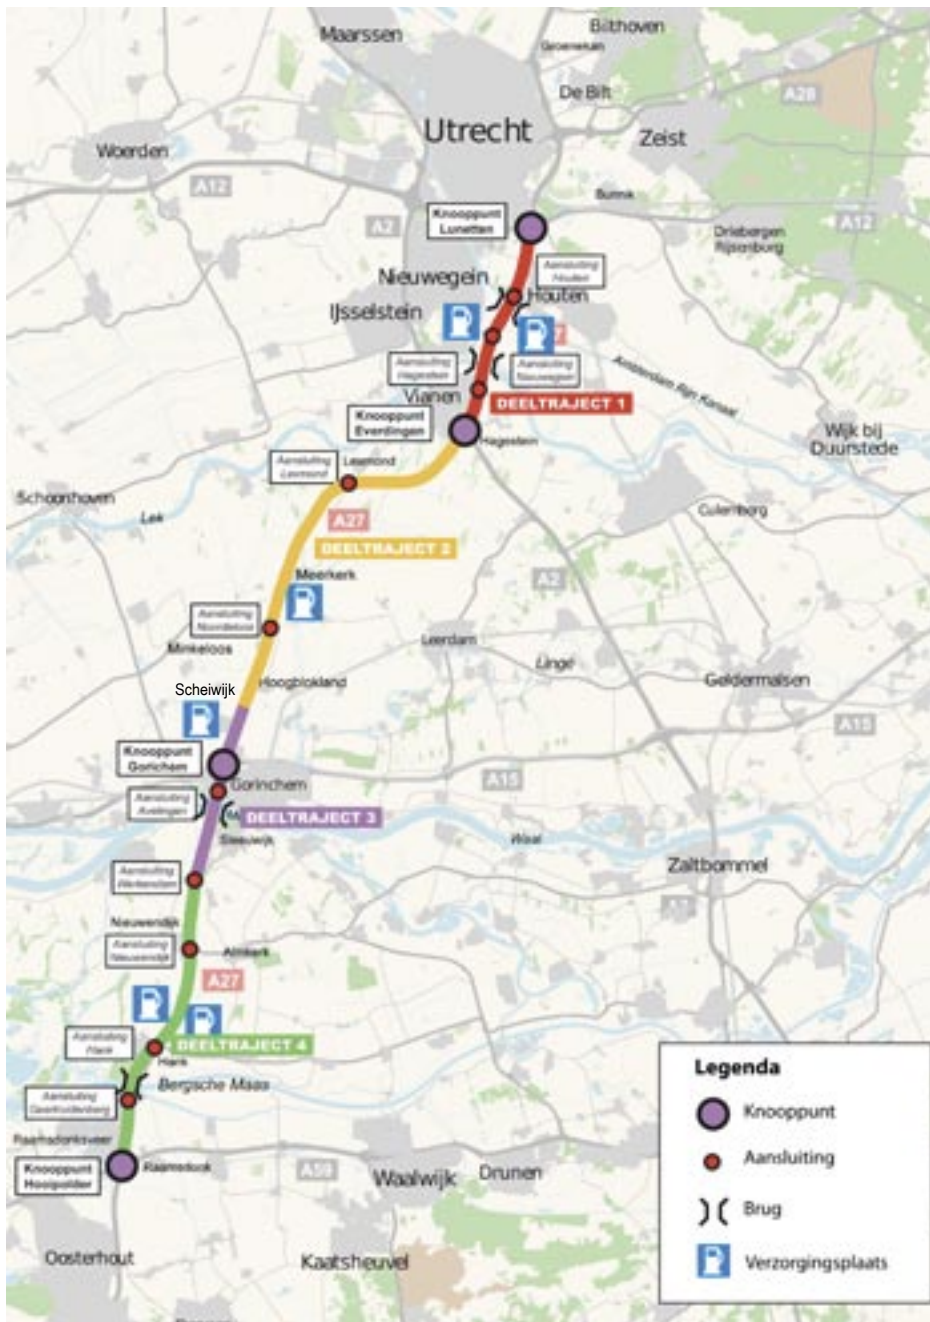 Maarssen
Bilthoven
Groenekan
De Bilt
A28
Utrecht
Zeist
Woerden
A12
Bunnik
Knooppunt
Lunetten
A2
A12
Driebergen
Rijsenburg
Aansluiting
Houten
Nieuwegein
Houten
IJsselstein
Aansluiting
Hagestein
Aansluiting
Nieuwegein
Amsterdam Rijn Kanaal
Vianen
DEELTRAJECT 1
Knooppunt
Everdingen
Hagestein
Wijk bij
Duurstede
Aansluiting
Lexmond
Lexmond
Schoonhoven
Lek
A27
Culemborg
DEELTRAJECT 2
Meerkerk
A2
Aansluiting
Noordeloos
Minkeloos
Leerdam
Linge
Hoogblokland
Geldermalsen
Scheiwijk
A15
Knooppunt
Gorichem
A15
Gorinchem
Aansluiting
Avelingen
DEELTRAJECT 3
Sleeuwijk
Waal
Zaltbommel
Aansluiting
Werkendam
A2
Nieuwendijk
Aansluiting
Nieuwendijk
Almkerk
A27
Aansluiting
Hank
DEELTRAJECT 4
Hank
Bergsche Maas
Aansluiting
Geertruidenberg
Raamsdonksveer
Knooppunt
Hooipolder
Raamsdonk
A59
Waalwijk
Drunen
Oosterhout
Kaatsheuvel
Legenda
Knooppunt
Aansluiting
Brug
Verzorgingsplaats